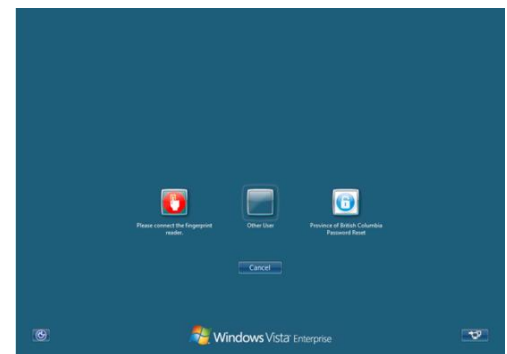 Please connect the fingerprint
reader.
Other User
Province of British Columbia
Password Reset
Cancel
Windows Vista Enterprise